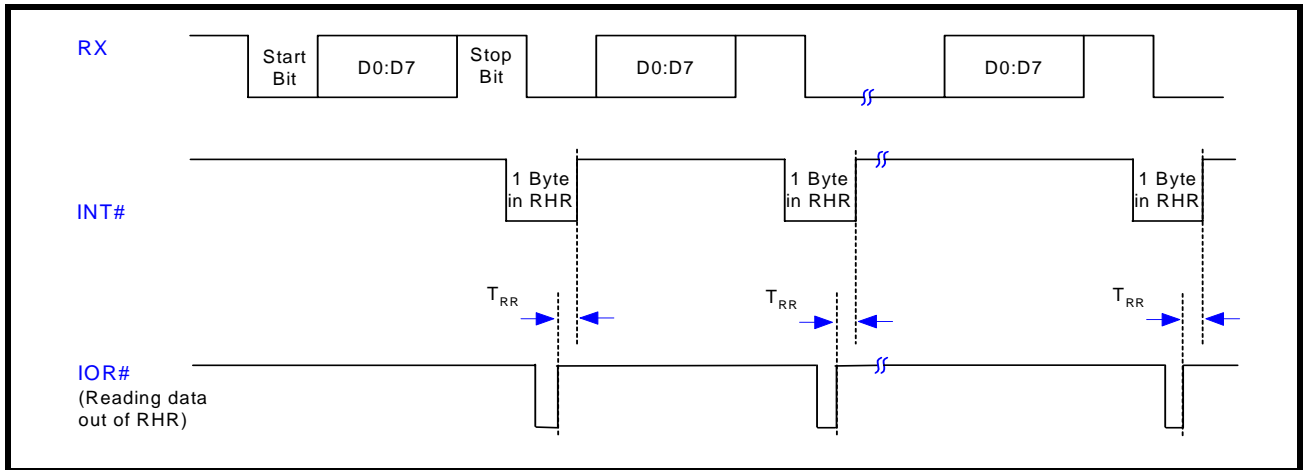 RX
Start
Bit
D0:D7
Stop
Bit
D0:D7
D0:D7
INT#
1 Byte
in RHR
1 Byte
in RHR
1 Byte
in RHR
TRR
TRR
TRR
IOR#
(Reading data
out of RHR)